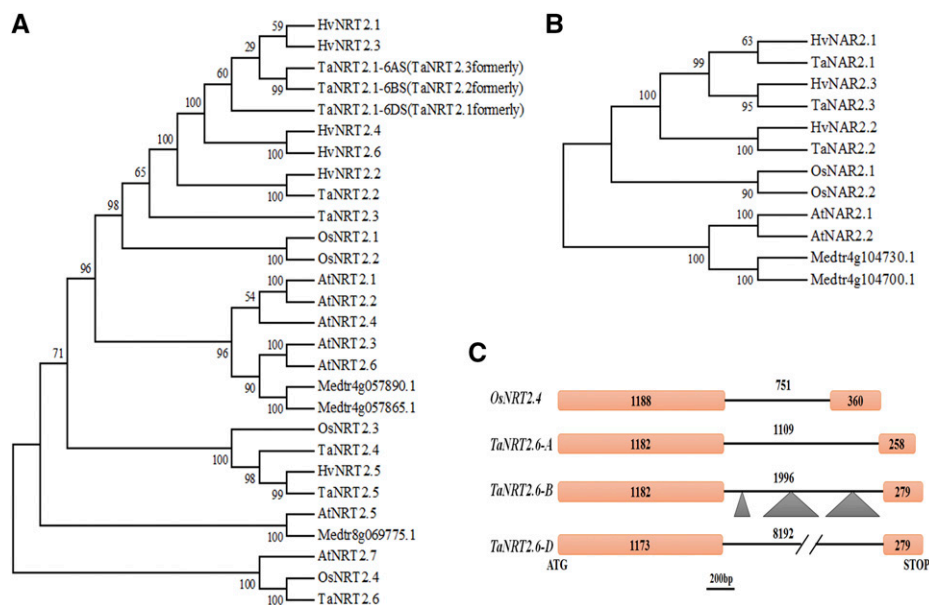 A
59
HvNRT2.1
29
HvNRT2.3
TaNRT2.1-6AS(TaNRT2.3formerly)
60
99
TaNRT2.1-6BS(TaNRT2.2formerly)
TaNRT2.1-6DS(TaNRT2.1formerly)
100
HvNRT2.4
100
HvNRT2.6
65
HvNRT2.2
100
TaNRT2.2
98
TaNRT2.3
OsNRT2.1
100
OsNRT2.2
96
100
AtNRT2.1
54
AtNRT2.2
AtNRT2.4
96
100
AtNRT2.3
AtNRT2.6
71
90
Medtr4g057890.1
100
Medtr4g057865.1
OsNRT2.3
100
TaNRT2.4
98
HvNRT2.5
99
TaNRT2.5
AtNRT2.5
100
Medtr8g069775.1
AtNRT2.7
100
OsNRT2.4
100
TaNRT2.6
B
63
HvNAR2.1
99
TaNAR2.1
HvNAR2.3
95
TaNAR2.3
100
HvNAR2.2
100
TaNAR2.2
OsNAR2.1
90
OsNAR2.2
100
AtNAR2.1
AtNAR2.2
100
Medtr4g104730.1
100
Medtr4g104700.1
C
OsNRT2.4 1188 751 360
TaNRT2.6-A 1182 1109 258
TaNRT2.6-B 1182 1996 279
TaNRT2.6-D 1173 8192 279
ATG STOP
200bp